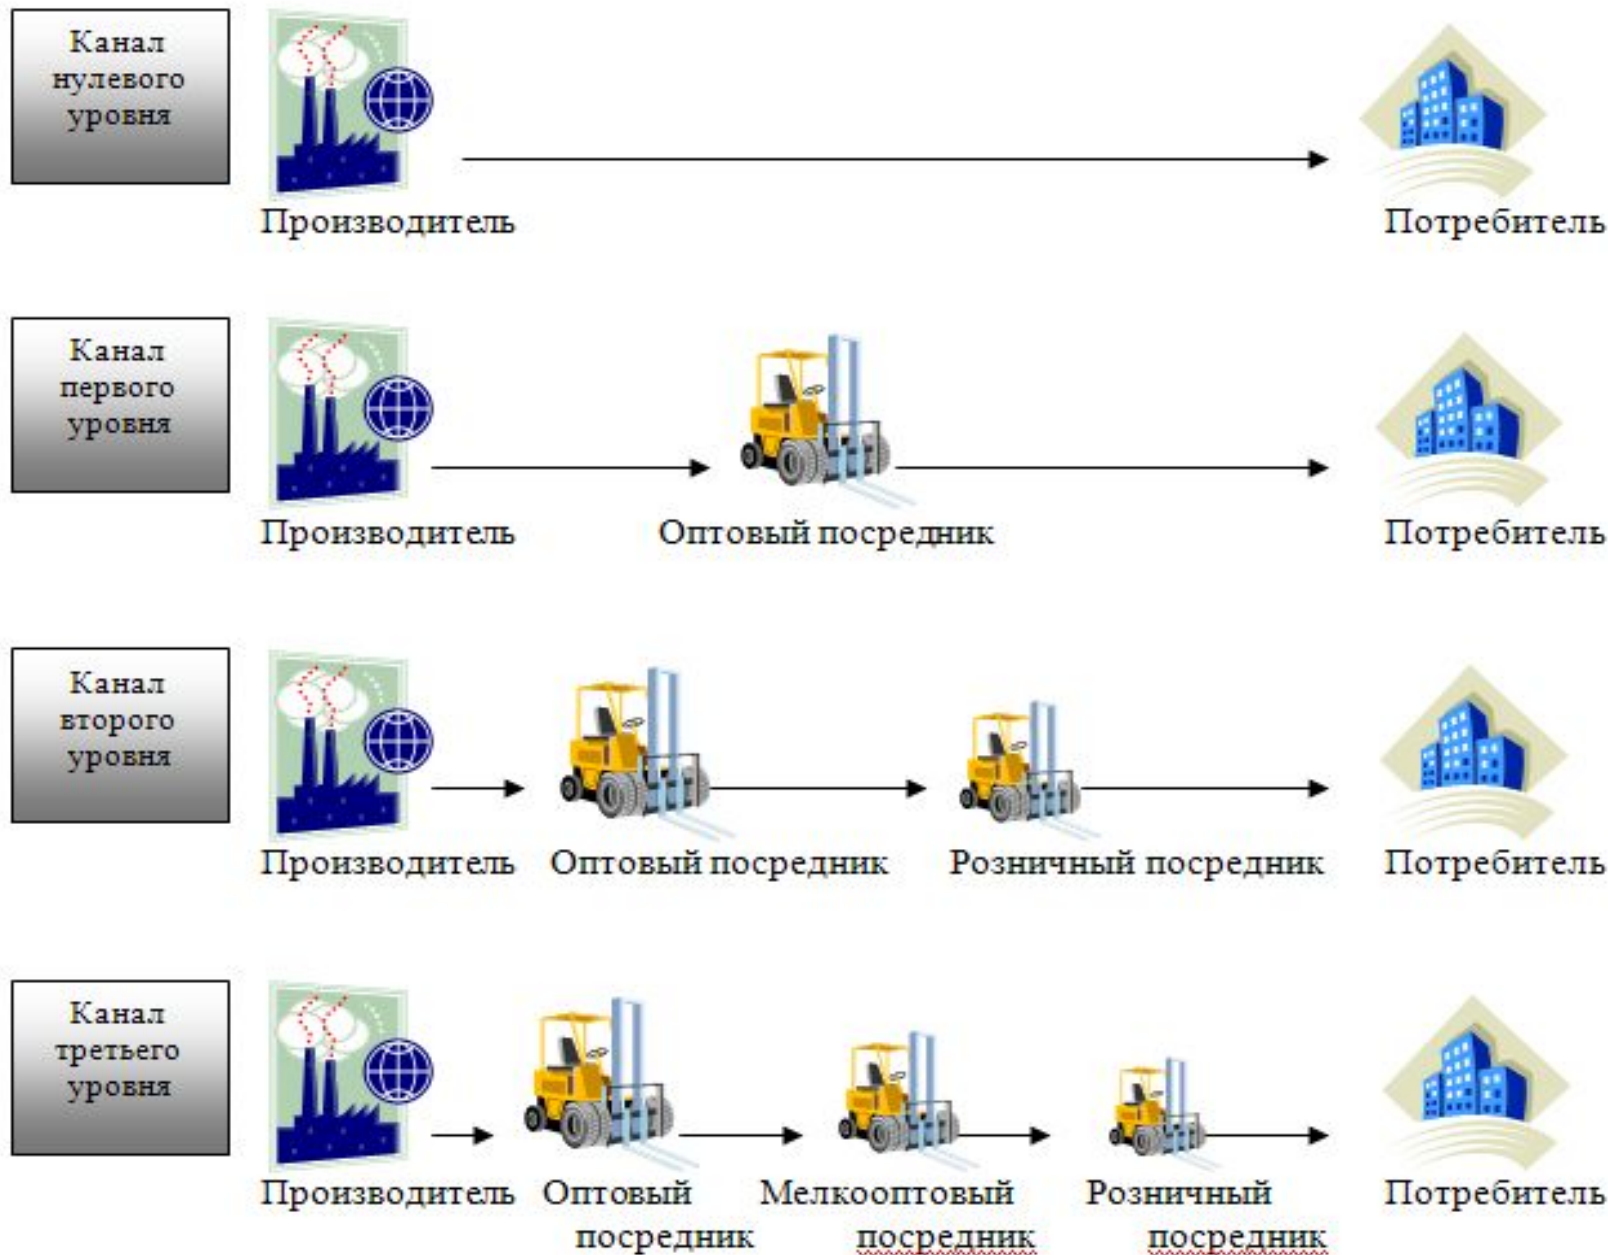 Канал
нулевого
уровня
Производитель
Потребитель
Канал
первого
уровня
Производитель
Оптовый посредник
Потребитель
Канал
второго
уровня
Производитель
Оптовый посредник
Розничный посредник
Потребитель
Канал
третьего
уровня
Производитель
Оптовый
посредник
Мелкооптовый
посредник
Розничный
посредник
Потребитель